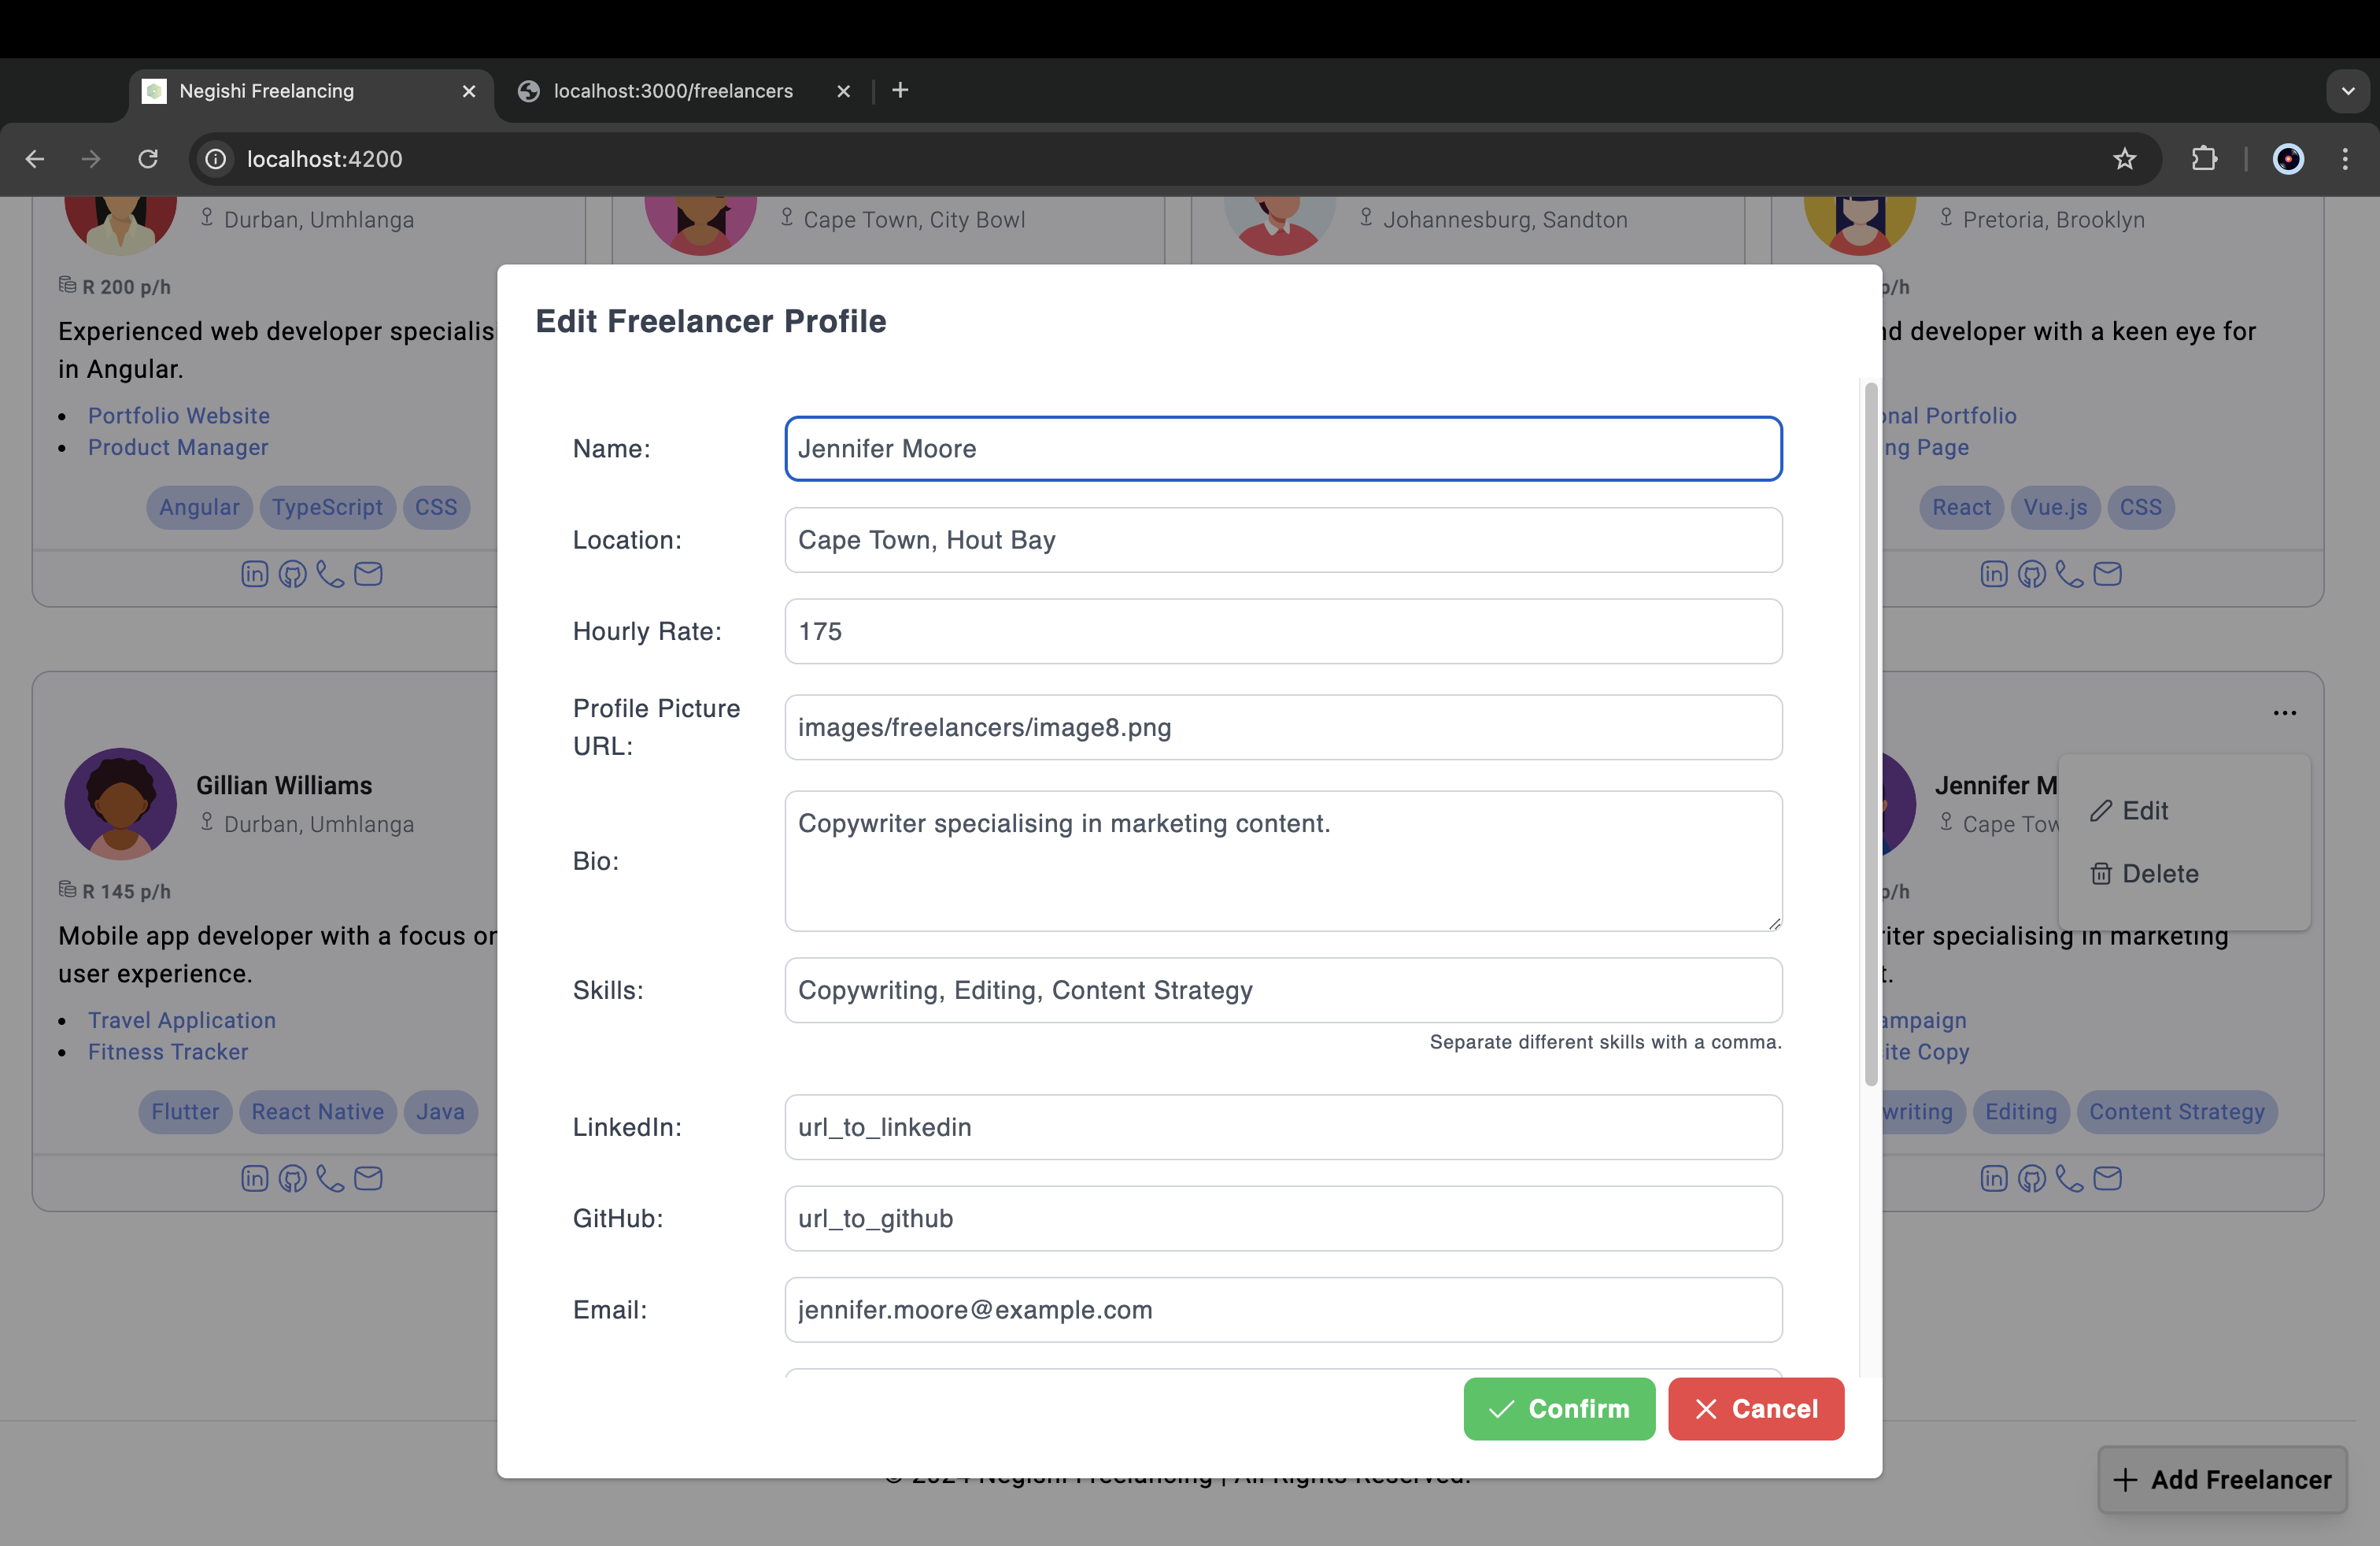 Negishi Freelancing
localhost:3000/freelancers
localhost:4200
Durban, Umhlanga
Cape Town, City Bowl
Johannesburg, Sandton
Pretoria, Brooklyn
R 200 p/h
p/h
Experienced web developer specialis
developer with a keen eye for
in Angular.
Portfolio Website
Portfolio
Product Manager
Page
Angular TypeScript CSS
React Vue.js CSS
Edit Freelancer Profile
Name:
Jennifer Moore
Location:
Cape Town, Hout Bay
Hourly Rate:
175
Profile Picture
URL:
images/freelancers/image8.png
Bio:
Copywriter specialising in marketing content.
Skills:
Copywriting, Editing, Content Strategy
Separate different skills with a comma.
LinkedIn:
url_to_linkedin
GitHub:
url_to_github
Email:
jennifer.moore@example.com
Confirm
Cancel
Gillian Williams
Durban, Umhlanga
R 145 p/h
Mobile app developer with a focus on
user experience.
Travel Application
Fitness Tracker
Flutter React Native Java
Jennifer M
Cape Tow
Edit
Delete
p/h
specialising in marketing
ampaign
ite Copy
writing Editing Content Strategy
© 2024 Negishi Freelancing | All Rights Reserved.
Add Freelancer